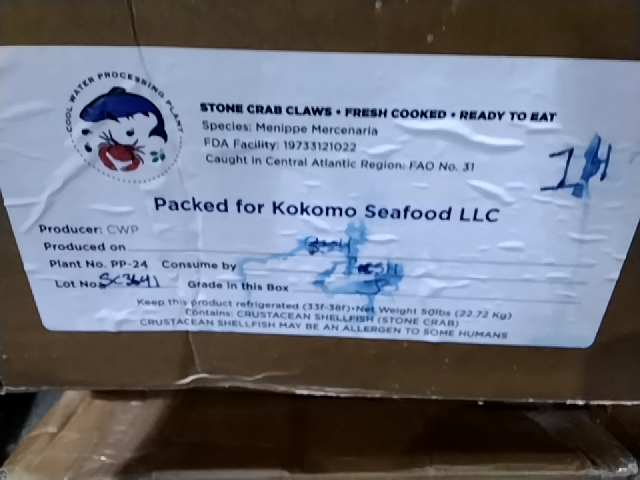 COOL WATER PROCESSING PLANT
STONE CRAB CLAWS • FRESH COOKED • READY TO EAT
Species: Menippe Mercenaria
FDA Facility: 19733121022
Caught in Central Atlantic Region: FAO No. 31
Packed for Kokomo Seafood LLC
Producer: CWP
Produced on
Plant No. PP-24 Consume by
Lot No. SC3641 Grade in this Box
Keep this product refrigerated (33f-38f)•Net Weight 50lbs (22.72 Kg)
Contains: CRUSTACEAN SHELLFISH (STONE CRAB)
CRUSTACEAN SHELLFISH MAY BE AN ALLERGEN TO SOME HUMANS